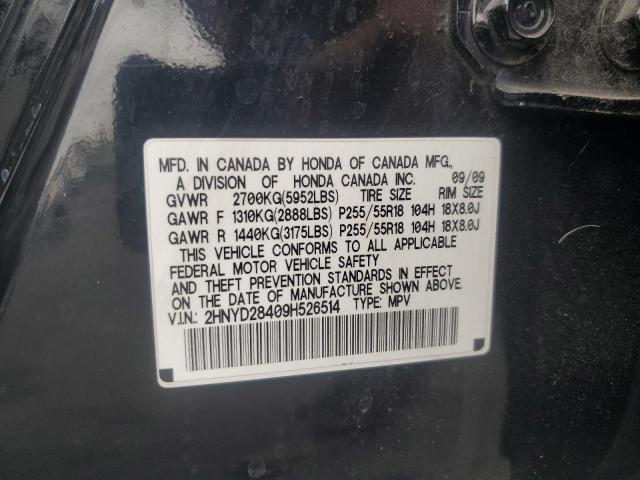 MFD. IN CANADA BY HONDA OF CANADA MFG.,
A DIVISION OF HONDA CANADA INC. 09/09
GVWR 2700KG(5952LBS) TIRE SIZE RIM SIZE
GAWR F 1310KG(2888LBS) P255/55R18 104H 18X8.0J
GAWR R 1440KG(3175LBS) P255/55R18 104H 18X8.0J
THIS VEHICLE CONFORMS TO ALL APPLICABLE
FEDERAL MOTOR VEHICLE SAFETY
AND THEFT PREVENTION STANDARDS IN EFFECT
ON THE DATE OF MANUFACTURE SHOWN ABOVE.
V.I.N.: 2HNYD28409H526514 TYPE: MPV